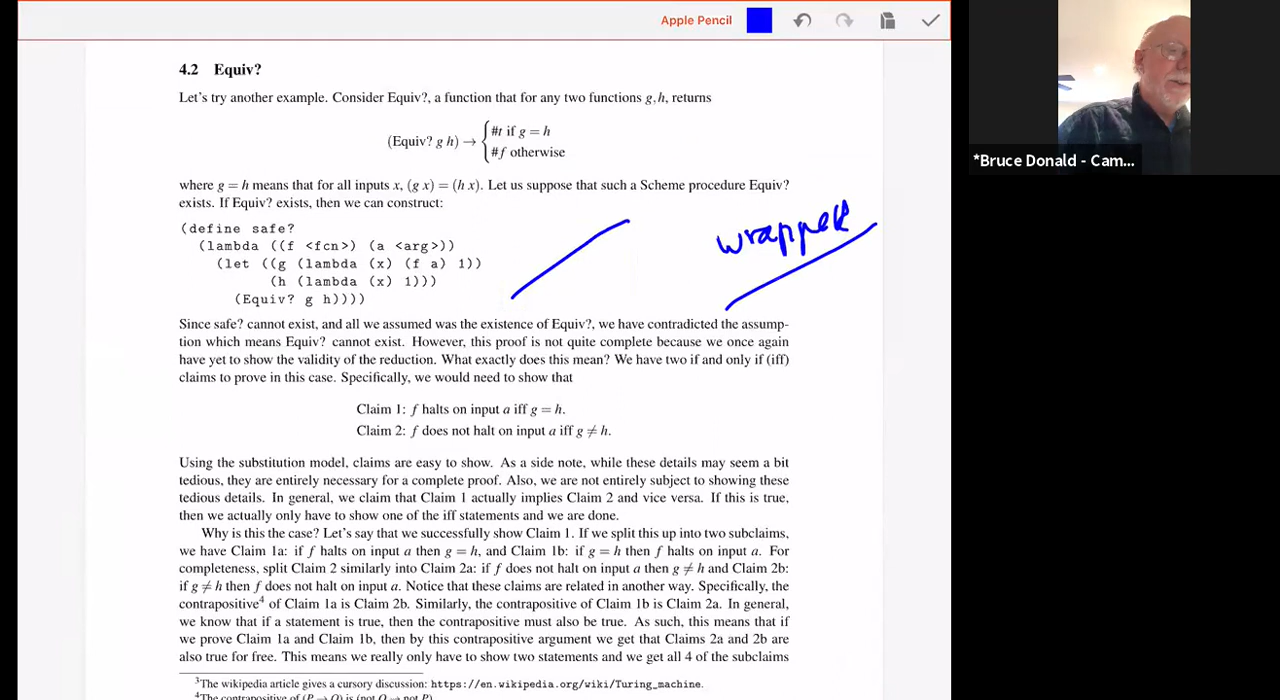 Apple Pencil
4.2 Equiv?
Let's try another example. Consider Equiv?, a function that for any two functions g,h, returns
(Equiv? g h) → { #t if g = h
#f otherwise
where g = h means that for all inputs x, (g x) = (h x). Let us suppose that such a Scheme procedure Equiv?
exists. If Equiv? exists, then we can construct:
(define safe?
(lambda ((f <fcn>) (a <arg>))
(let ((g (lambda (x) (f a) 1))
(h (lambda (x) 1)))
(Equiv? g h))))
wrapper
Since safe? cannot exist, and all we assumed was the existence of Equiv?, we have contradicted the assump-
tion which means Equiv? cannot exist. However, this proof is not quite complete because we once again
have yet to show the validity of the reduction. What exactly does this mean? We have two if and only if (iff)
claims to prove in this case. Specifically, we would need to show that
Claim 1: f halts on input a iff g = h.
Claim 2: f does not halt on input a iff g ≠ h.
Using the substitution model, claims are easy to show. As a side note, while these details may seem a bit
tedious, they are entirely necessary for a complete proof. Also, we are not entirely subject to showing these
tedious details. In general, we claim that Claim 1 actually implies Claim 2 and vice versa. If this is true,
then we actually only have to show one of the iff statements and we are done.
Why is this the case? Let's say that we successfully show Claim 1. If we split this up into two subclaims,
we have Claim 1a: if f halts on input a then g = h, and Claim 1b: if g = h then f halts on input a. For
completeness, split Claim 2 similarly into Claim 2a: if f does not halt on input a then g ≠ h and Claim 2b:
if g ≠ h then f does not halt on input a. Notice that these claims are related in another way. Specifically, the
contrapositive⁴ of Claim 1a is Claim 2b. Similarly, the contrapositive of Claim 1b is Claim 2a. In general,
we know that if a statement is true, then the contrapositive must also be true. As such, this means that if
we prove Claim 1a and Claim 1b, then by this contrapositive argument we get that Claims 2a and 2b are
also true for free. This means we really only have to show two statements and we get all 4 of the subclaims
³The wikipedia article gives a cursory discussion: https://en.wikipedia.org/wiki/Turing_machine.
⁴The contrapositive of (P → Q) is (not Q → not P)
*Bruce Donald - Cam...